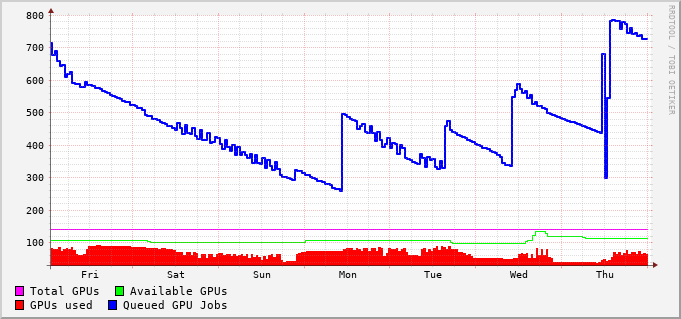 800
700
600
500
400
300
200
100
Fri Sat Sun Mon Tue Wed Thu
Total GPUs Available GPUs
GPUs used Queued GPU Jobs
RRDTOOL / TOBI OETIKER